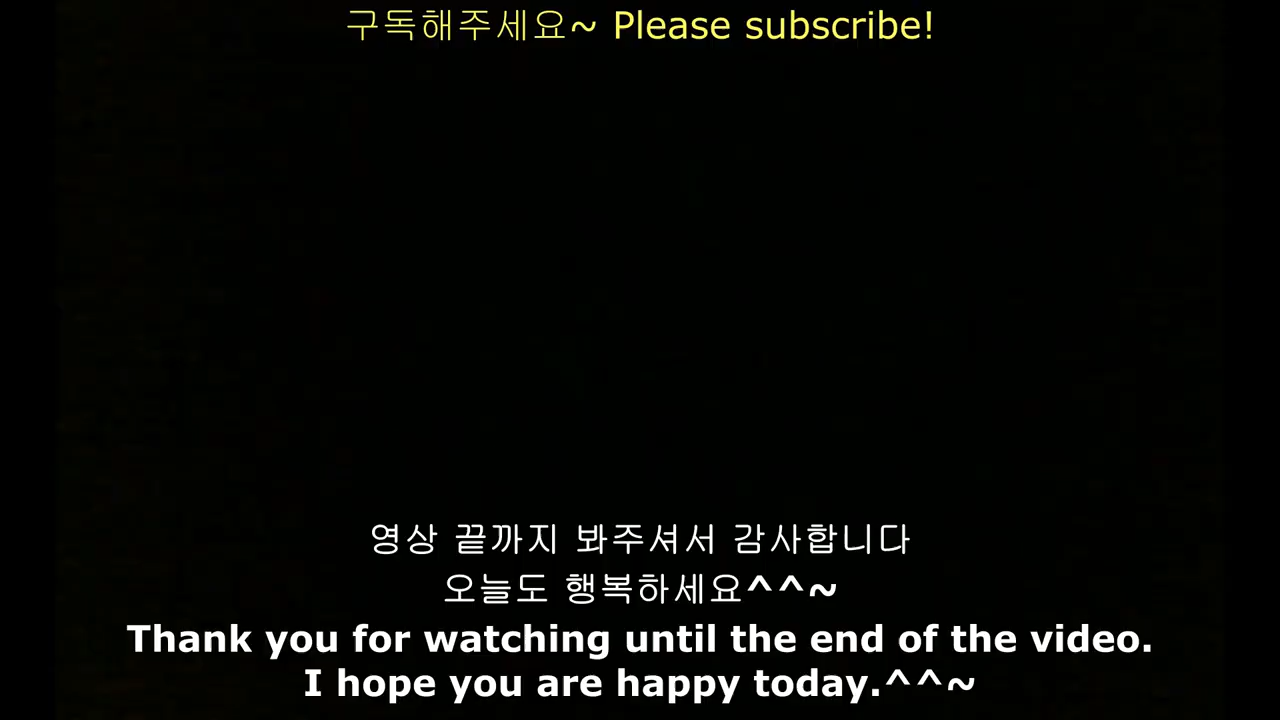 구독해주세요~ Please subscribe!
영상 끝까지 봐주셔서 감사합니다
오늘도 행복하세요^^~
Thank you for watching until the end of the video.
I hope you are happy today.^^~